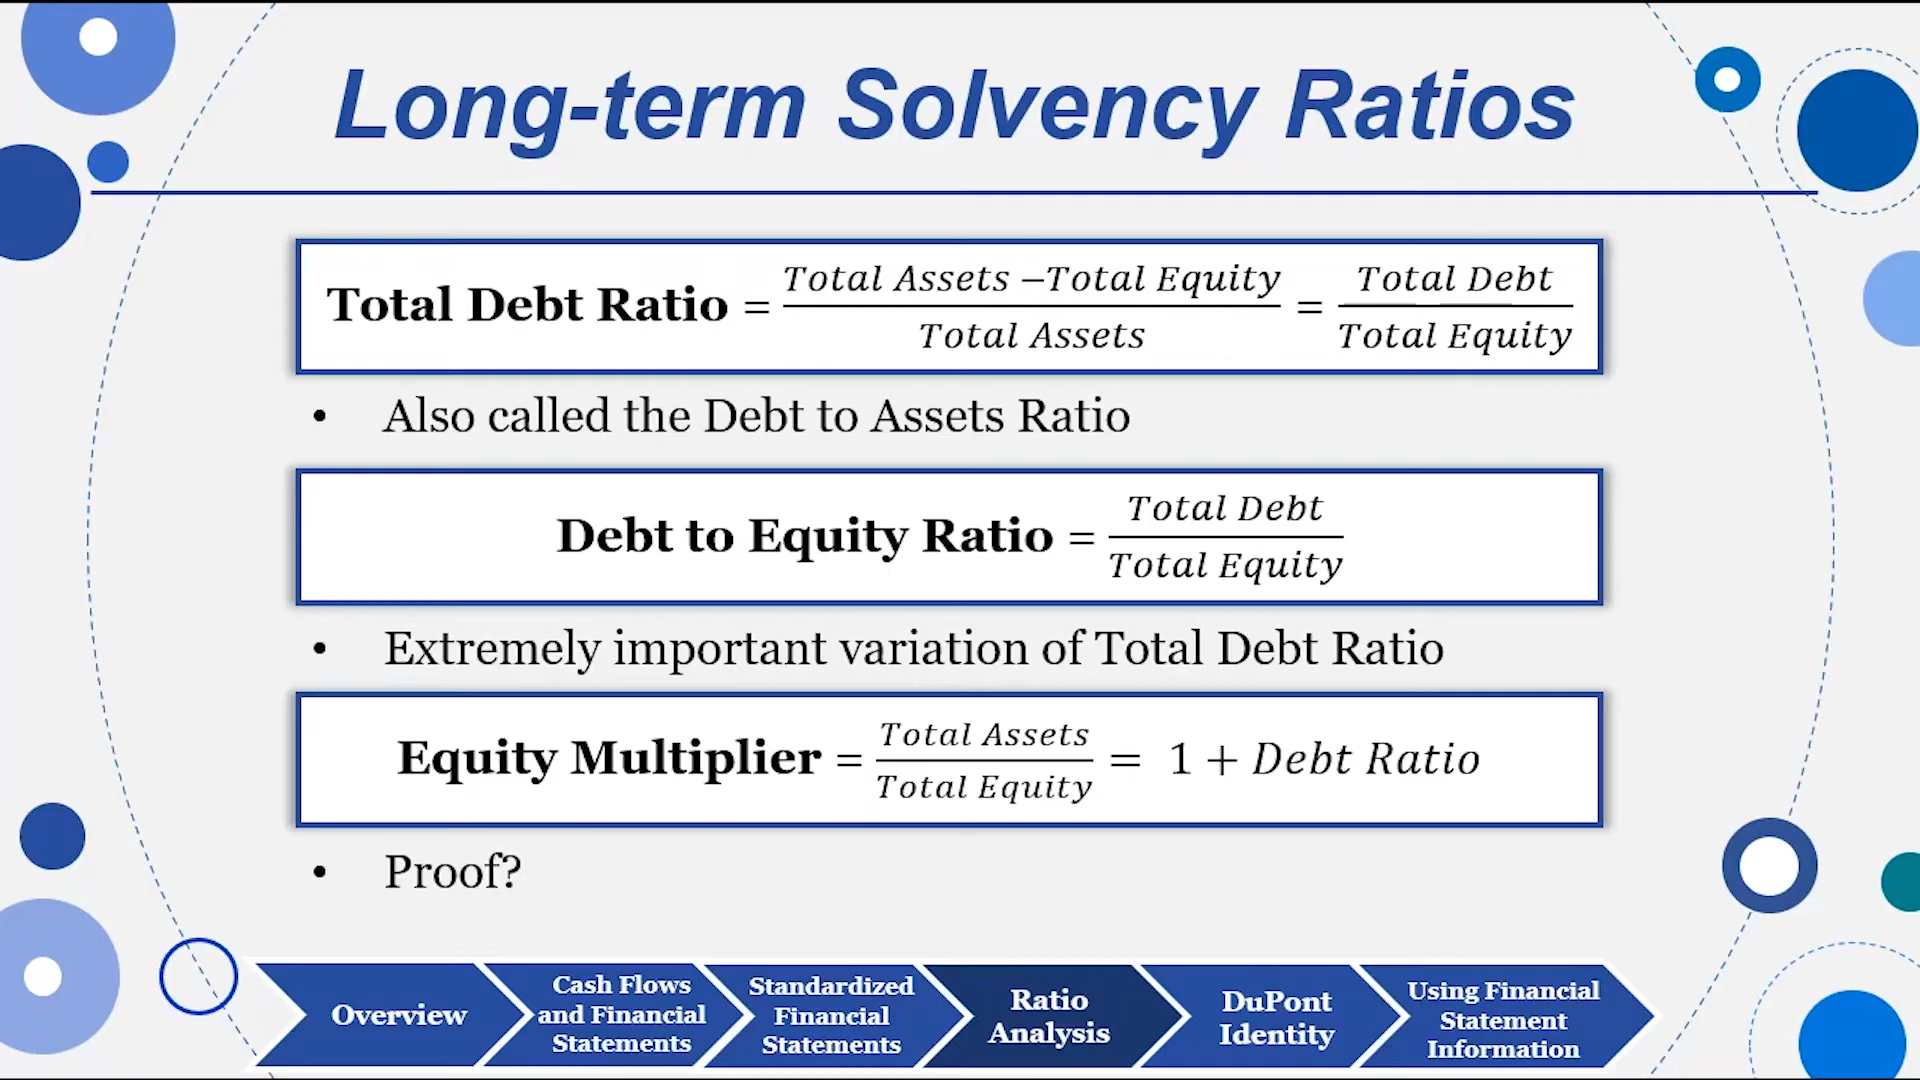 Long-term Solvency Ratios
Total Debt Ratio = Total Assets −Total Equity / Total Assets = Total Debt / Total Equity
• Also called the Debt to Assets Ratio
Debt to Equity Ratio = Total Debt / Total Equity
• Extremely important variation of Total Debt Ratio
Equity Multiplier = Total Assets / Total Equity = 1 + Debt Ratio
• Proof?
Overview
Cash Flows
and Financial
Statements
Standardized
Financial
Statements
Ratio
Analysis
DuPont
Identity
Using Financial
Statement
Information